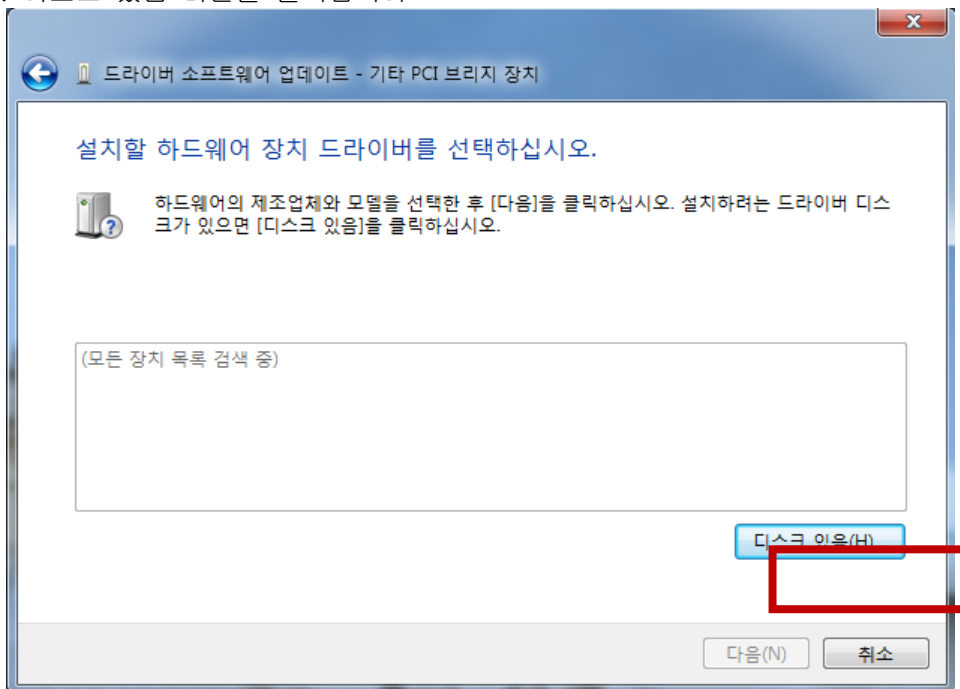 드라이버 소프트웨어 업데이트 - 기타 PCI 브리지 장치
설치할 하드웨어 장치 드라이버를 선택하십시오.
하드웨어의 제조업체와 모델을 선택한 후 [다음]을 클릭하십시오. 설치하려는 드라이버 디스
크가 있으면 [디스크 있음]을 클릭하십시오.
(모든 장치 목록 검색 중)
디스크 있음(H)...
다음(N)
취소